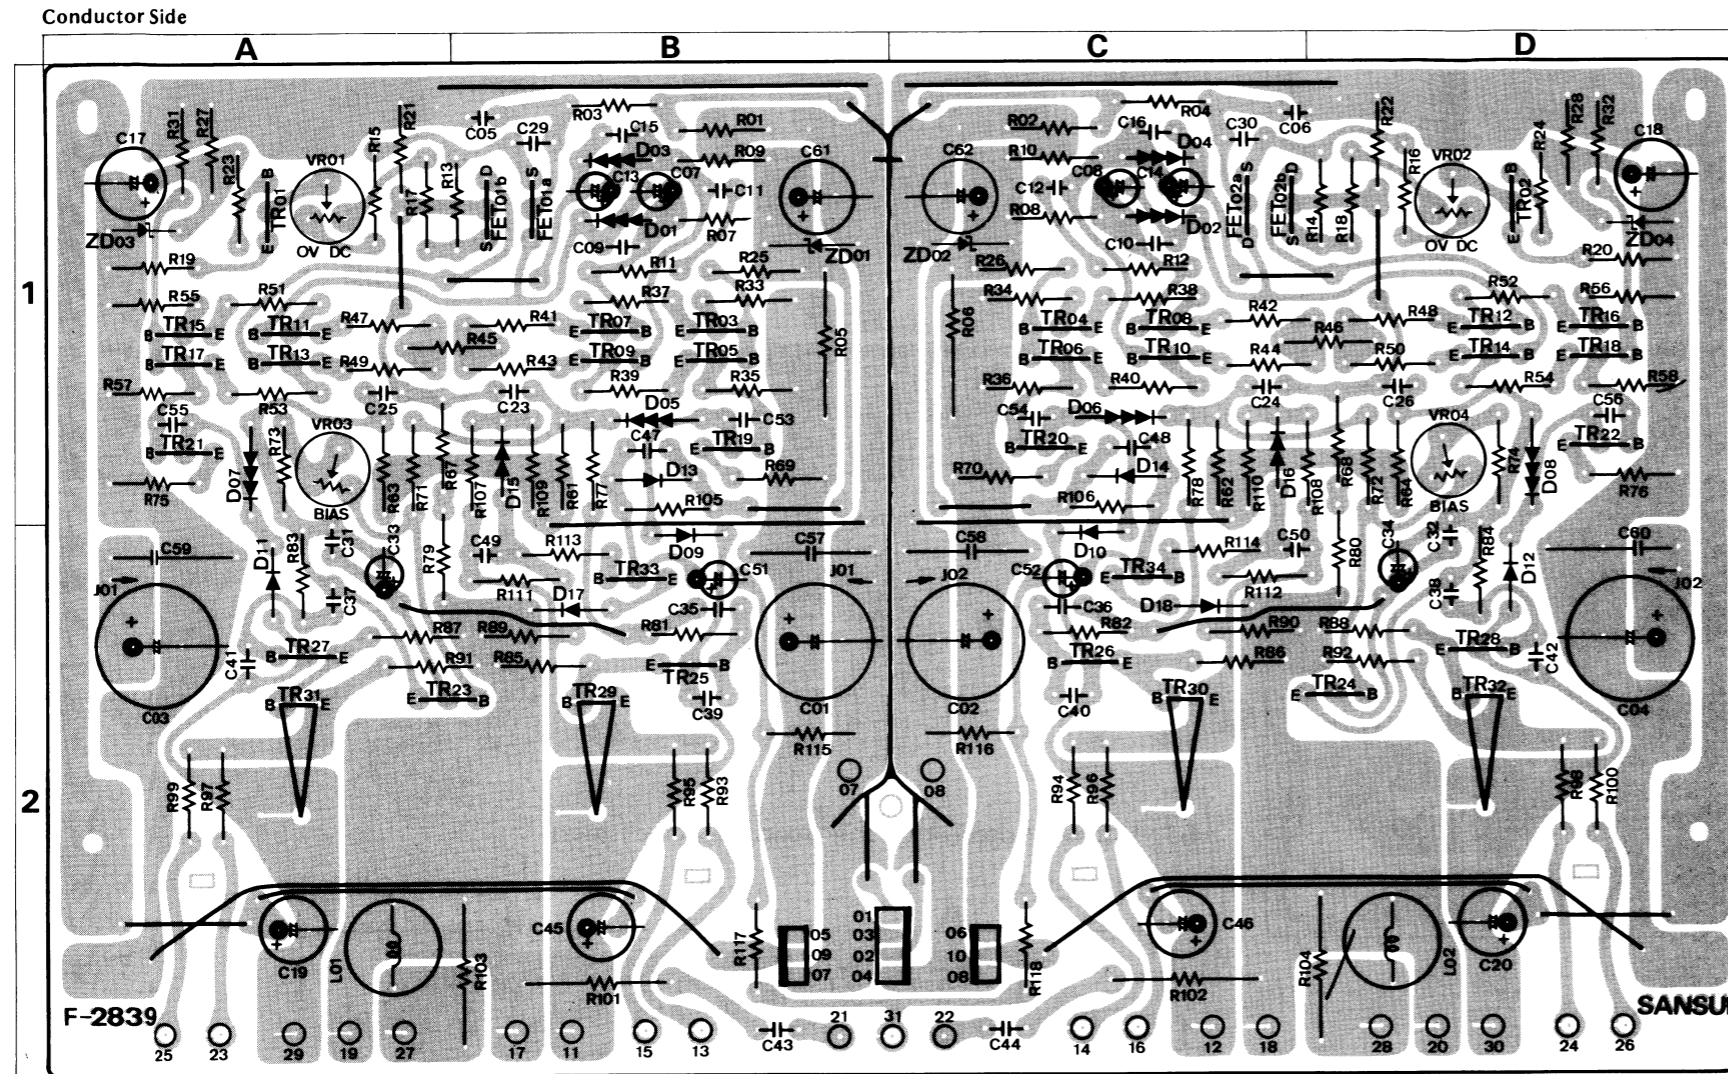 Conductor Side
A B C D
1
2
R03 R04
R31 R27 R21 C05 C29 C15 R01 R02 C16 C30 C06 R22 R28 R32
C17 R15 D03 R09 C61 C62 R10 D04 R16 R24 C18
R23 VR01 R13 D S C13 C07 C08 C14 S D VR02 B
B TR01 R17 FET01b FET01a C11 C12 FET02a FET02b R14 R18 TR02
E S D01 R07 R08 D02 D S E
ZD03 OV DC C09 ZD01 ZD02 C10 OV DC ZD04
R19 R11 R25 R26 R12 R20
R55 R51 R37 R33 R34 R38 R52 R56
R47 R41 R05 R06 R42 R48
B TR15 E B TR11 E E TR07 B E TR03 B B TR04 E B TR08 E E TR12 B E TR16 B
R45 R46
B TR17 E B TR13 E E TR09 B E TR05 B B TR06 E B TR10 E E TR14 B E TR18 B
R49 R43 R44 R50
R57 R39 R35 R36 R40 R54 R58
R53 C25 C23 C24 C26
C55 VR03 D05 C53 C54 D06 VR04 C56
B TR21 E R73 C47 E TR19 B B TR20 E C48 E TR22 B
D07 R63 R71 R67 R107 D15 R109 R61 R77 D13 R69 R70 D14 R78 R62 R110 D16 R108 R68 R72 R64 R74 D08
R75 BIAS R105 R106 BIAS R76
C59 D11 R83 C31 C33 R79 C49 R113 D09 C57 C58 D10 R114 C50 R80 C34 C32 R84 D12 C60
J01 B TR33 E C51 J01 J02 C52 E TR34 B J02
C37 R111 D17 C35 C36 D18 R112 C38
R87 R89 R81 R82 R90 R88
C41 B TR27 E R91 R85 E B TR25 B TR26 E R86 R92 E TR28 B C42
C03 B TR31 E E TR23 B B TR29 E C39 C01 C02 C40 B TR30 E E TR24 B B TR32 E C04
R115 R116
R99 R97 R95 R93 07 08 R94 R96 R98 R100
C19 L01 R103 C45 R117 05 09 07 01 03 02 04 06 10 08 R118 C46 R104 L02 C20
R101 R102
F-2839 SANSU
25 23 29 19 27 17 11 15 13 C43 21 31 22 C44 14 16 12 18 28 20 30 24 26